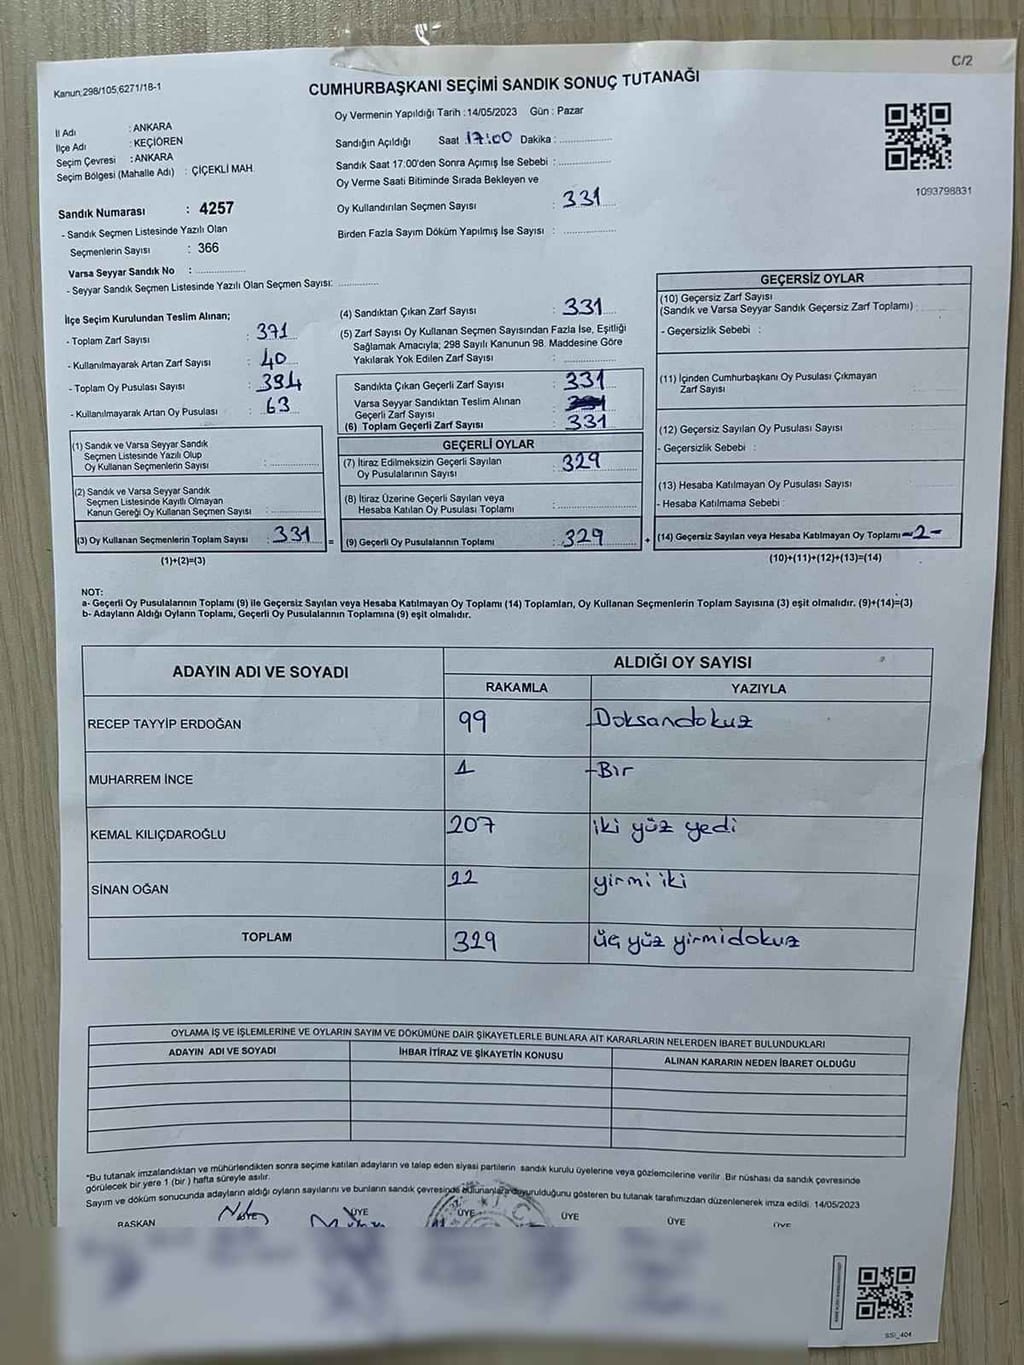 C/2
Kanun;298/105,6271/18-1
CUMHURBAŞKANI SEÇİMİ SANDIK SONUÇ TUTANAĞI
İl Adı : ANKARA
İlçe Adı : KEÇİÖREN
Seçim Çevresi : ANKARA
Seçim Bölgesi (Mahalle Adı) : ÇİÇEKLİ MAH
Sandık Numarası : 4257
- Sandık Seçmen Listesinde Yazılı Olan
Seçmenlerin Sayısı : 366
Varsa Seyyar Sandık No : ..............
- Seyyar Sandık Seçmen Listesinde Yazılı Olan Seçmen Sayısı: ............
Oy Vermenin Yapıldığı Tarih : 14/05/2023 Gün : Pazar
Sandığın Açıldığı Saat 17:00 Dakika : ..............
Sandık Saat 17:00'den Sonra Açımış İse Sebebi : ..............
Oy Verme Saati Bitiminde Sırada Bekleyen ve
Oy Kullandırılan Seçmen Sayısı : 331
Birden Fazla Sayım Döküm Yapılmış İse Sayısı : ..............
1093798831
İlçe Seçim Kurulundan Teslim Alınan;
- Toplam Zarf Sayısı : 371
- Kullanılmayarak Artan Zarf Sayısı : 40
- Toplam Oy Pusulası Sayısı : 394
- Kullanılmayarak Artan Oy Pusulası : 63
(1) Sandık ve Varsa Seyyar Sandık
Seçmen Listesinde Yazılı Olup
Oy Kullanan Seçmenlerin Sayısı : ..............
(2) Sandık ve Varsa Seyyar Sandık
Seçmen Listesinde Kayıtlı Olmayan
Kanun Gereği Oy Kullanan Seçmen Sayısı : ..............
(3) Oy Kullanan Seçmenlerin Toplam Sayısı : 331
(1)+(2)=(3)
(4) Sandıktan Çıkan Zarf Sayısı : 331
(5) Zarf Sayısı Oy Kullanan Seçmen Sayısından Fazla İse, Eşitliği
Sağlamak Amacıyla; 298 Sayılı Kanunun 98. Maddesine Göre
Yakılarak Yok Edilen Zarf Sayısı : ..............
Sandıkta Çıkan Geçerli Zarf Sayısı : 331
Varsa Seyyar Sandıktan Teslim Alınan
Geçerli Zarf Sayısı :
(6) Toplam Geçerli Zarf Sayısı : 331
GEÇERLİ OYLAR
(7) İtiraz Edilmeksizin Geçerli Sayılan
Oy Pusulalarının Sayısı : 329
(8) İtiraz Üzerine Geçerli Sayılan veya
Hesaba Katılan Oy Pusulası Toplamı : ..............
= (9) Geçerli Oy Pusulalarının Toplamı : 329
GEÇERSİZ OYLAR
(10) Geçersiz Zarf Sayısı
(Sandık ve Varsa Seyyar Sandık Geçersiz Zarf Toplamı) :
- Geçersizlik Sebebi :
(11) İçinden Cumhurbaşkanı Oy Pusulası Çıkmayan
Zarf Sayısı :
(12) Geçersiz Sayılan Oy Pusulası Sayısı :
- Geçersizlik Sebebi :
(13) Hesaba Katılmayan Oy Pusulası Sayısı :
- Hesaba Katılmama Sebebi :
+ (14) Geçersiz Sayılan veya Hesaba Katılmayan Oy Toplamı -2-
(10)+(11)+(12)+(13)=(14)
NOT:
a- Geçerli Oy Pusulalarının Toplamı (9) ile Geçersiz Sayılan veya Hesaba Katılmayan Oy Toplamı (14) Toplamları, Oy Kullanan Seçmenlerin Toplam Sayısına (3) eşit olmalıdır. (9)+(14)=(3)
b- Adayların Aldığı Oyların Toplamı, Geçerli Oy Pusulalarının Toplamına (9) eşit olmalıdır.
ADAYIN ADI VE SOYADI ALDIĞI OY SAYISI
RAKAMLA YAZIYLA
RECEP TAYYİP ERDOĞAN 99 Doksandokuz
MUHARREM İNCE 1 Bir
KEMAL KILIÇDAROĞLU 207 iki yüz yedi
SİNAN OĞAN 22 yirmi iki
TOPLAM 329 üç yüz yirmidokuz
OYLAMA İŞ VE İŞLEMLERİNE VE OYLARIN SAYIM VE DÖKÜMÜNE DAİR ŞİKAYETLERLE BUNLARA AİT KARARLARIN NELERDEN İBARET BULUNDUKLARI
ADAYIN ADI VE SOYADI İHBAR İTİRAZ VE ŞİKAYETİN KONUSU ALINAN KARARIN NEDEN İBARET OLDUĞU
"Bu tutanak imzalandıktan ve mühürlendikten sonra seçime katılan adayların ve talep eden siyasi partilerin sandık kurulu üyelerine veya gözlemcilerine verilir. Bir nüshası da sandık çevresinde
görülecek bir yere 1 (bir ) hafta süreyle asılır.
Sayım ve döküm sonucunda adayların aldığı oyların sayılarını ve bunların sandık çevresinde bulunanlara duyurulduğunu gösteren bu tutanak tarafımızdan düzenlenerek imza edildi. 14/05/2023
BAŞKAN ÜYE ÜYE ÜYE ÜYE ÜYE
SSI_404